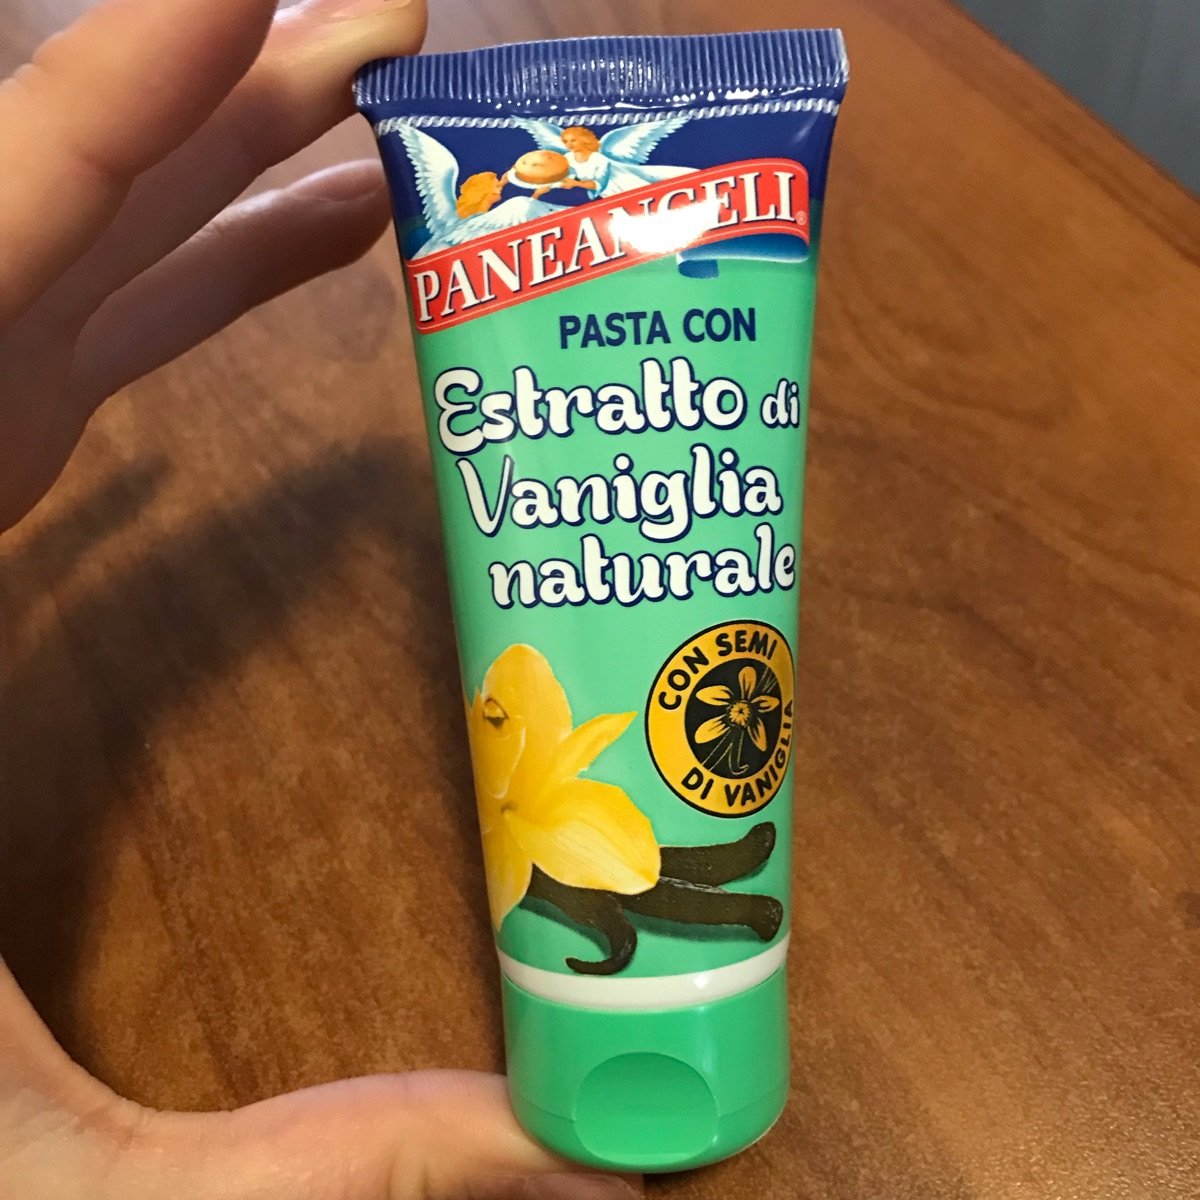 PANEANGELI®
PASTA CON
Estratto di
Vaniglia
naturale
CON SEMI
DI VANIGLIA